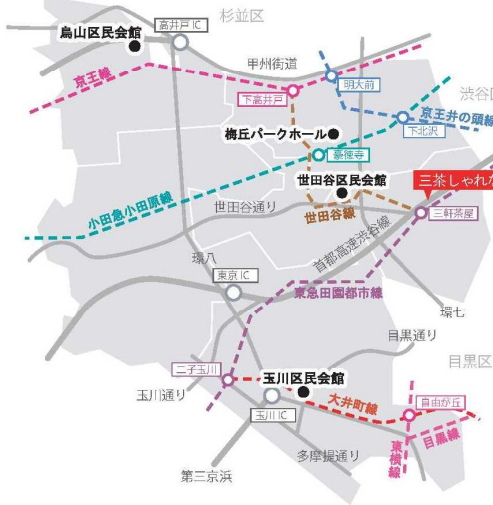 杉並区
高井戸IC
烏山区民会館
甲州街道
京王線
明大前
下高井戸
渋谷区
京王井の頭線
下北沢
梅丘パークホール
豪徳寺
世田谷区民会館
三茶しゃれな
小田急小田原線
世田谷通り
世田谷線
三軒茶屋
首都高速渋谷線
環八
東京IC
東急田園都市線
環七
目黒通り
目黒区
二子玉川
玉川区民会館
玉川通り
大井町線
自由が丘
玉川IC
目黒線
東横線
多摩提通り
第三京浜